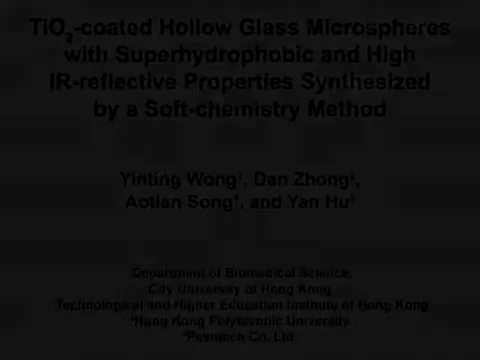 TiO2-coated Hollow Glass Microspheres
with Superhydrophobic and High
IR-reflective Properties Synthesized
by a Soft-chemistry Method
Yinting Wong, Dan Zhong,
Aotian Song, and Yan Hu
Department of Biomedical Science,
City University of Hong Kong
Technological and Higher Education Institute of Hong Kong
Hong Kong Polytechnic University
Co. Ltd